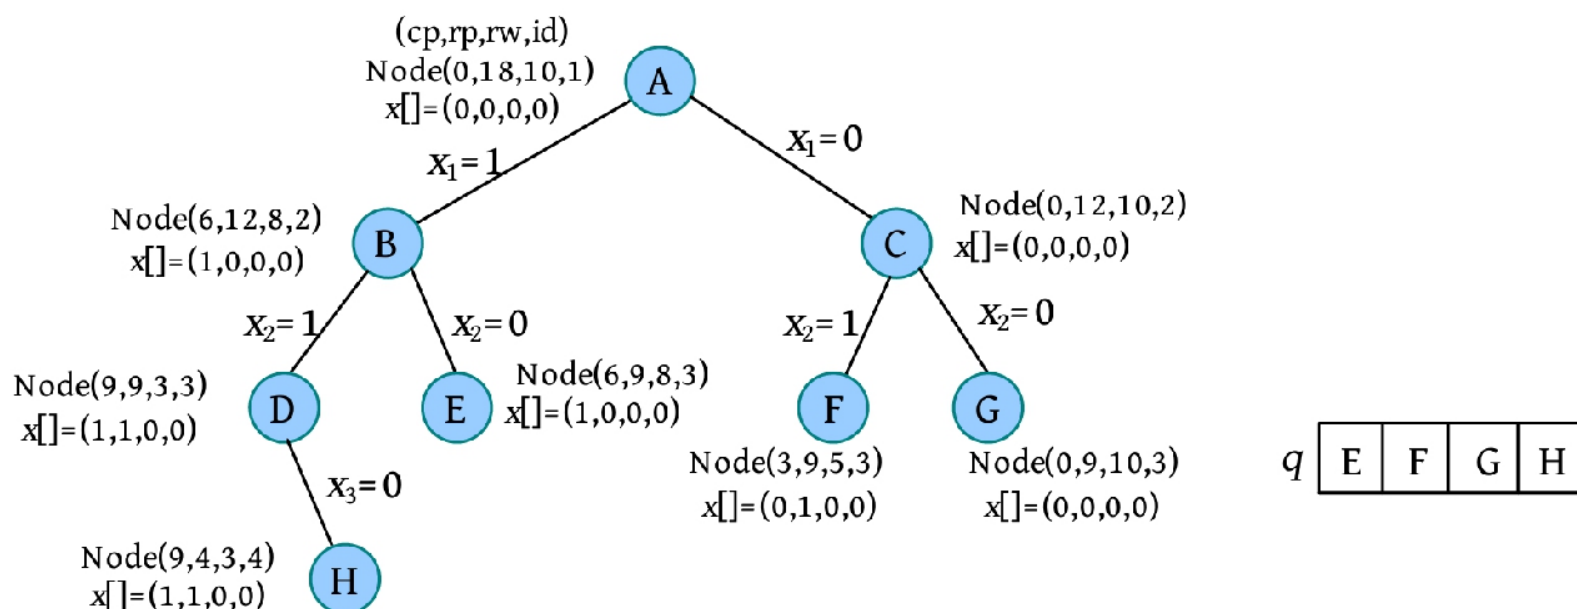 (cp,rp,rw,id)
Node(0,18,10,1)
x[]=(0,0,0,0)
A
x₁=1
x₁=0
Node(6,12,8,2)
x[]=(1,0,0,0)
B
C
Node(0,12,10,2)
x[]=(0,0,0,0)
x₂=1
x₂=0
x₂=1
x₂=0
Node(9,9,3,3)
x[]=(1,1,0,0)
D
E
Node(6,9,8,3)
x[]=(1,0,0,0)
F
G
Node(3,9,5,3)
x[]=(0,1,0,0)
Node(0,9,10,3)
x[]=(0,0,0,0)
q E F G H
x₃=0
Node(9,4,3,4)
x[]=(1,1,0,0)
H